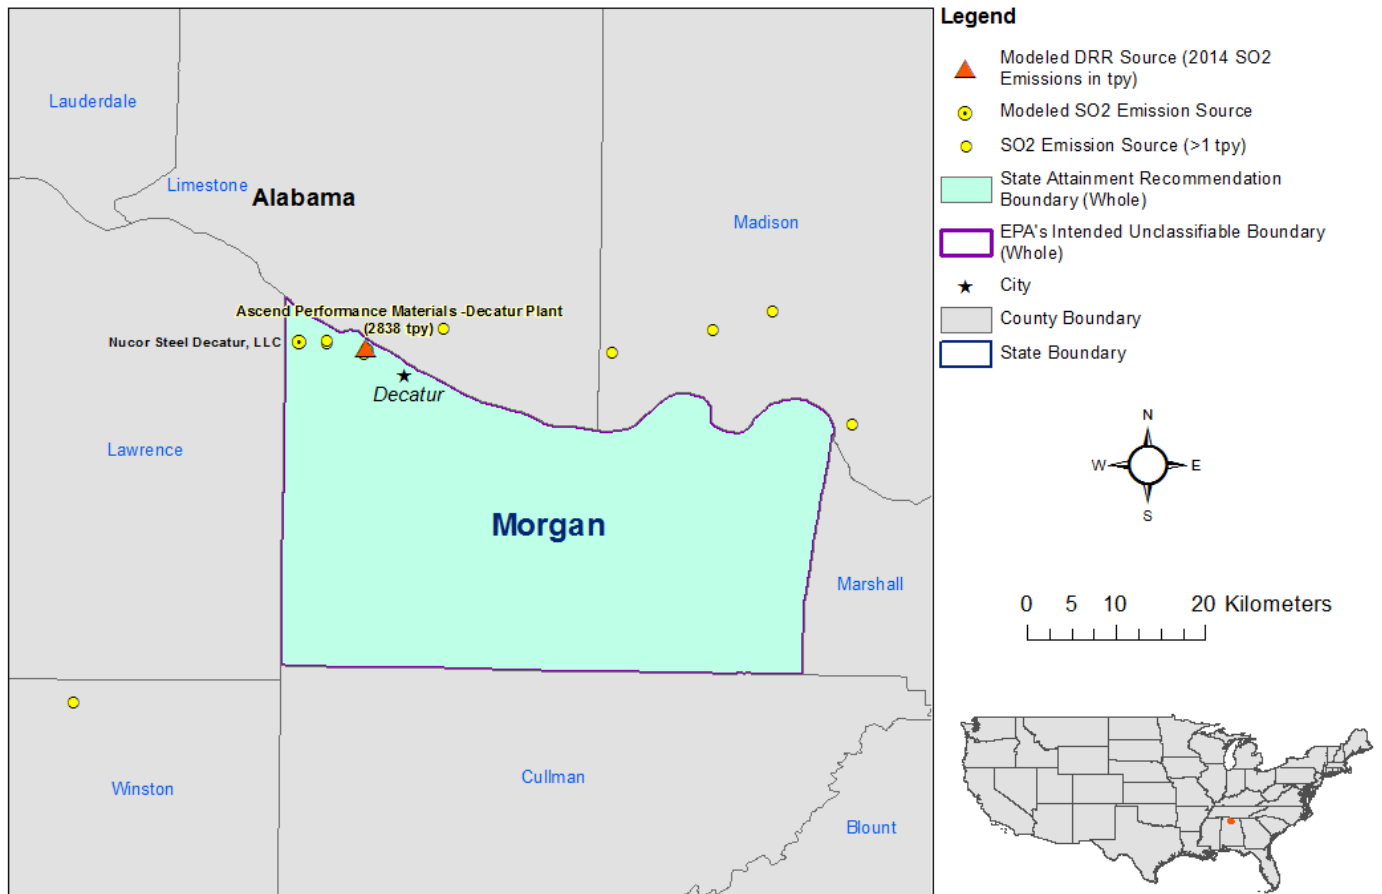 Lauderdale
Limestone
Alabama
Madison
Ascend Performance Materials -Decatur Plant
(2838 tpy)
Nucor Steel Decatur, LLC
Decatur
Lawrence
Morgan
Marshall
Winston
Cullman
Blount
Legend
Modeled DRR Source (2014 SO2
Emissions in tpy)
Modeled SO2 Emission Source
SO2 Emission Source (>1 tpy)
State Attainment Recommendation
Boundary (Whole)
EPA's Intended Unclassifiable Boundary
(Whole)
City
County Boundary
State Boundary
N
W E
S
0 5 10 20 Kilometers